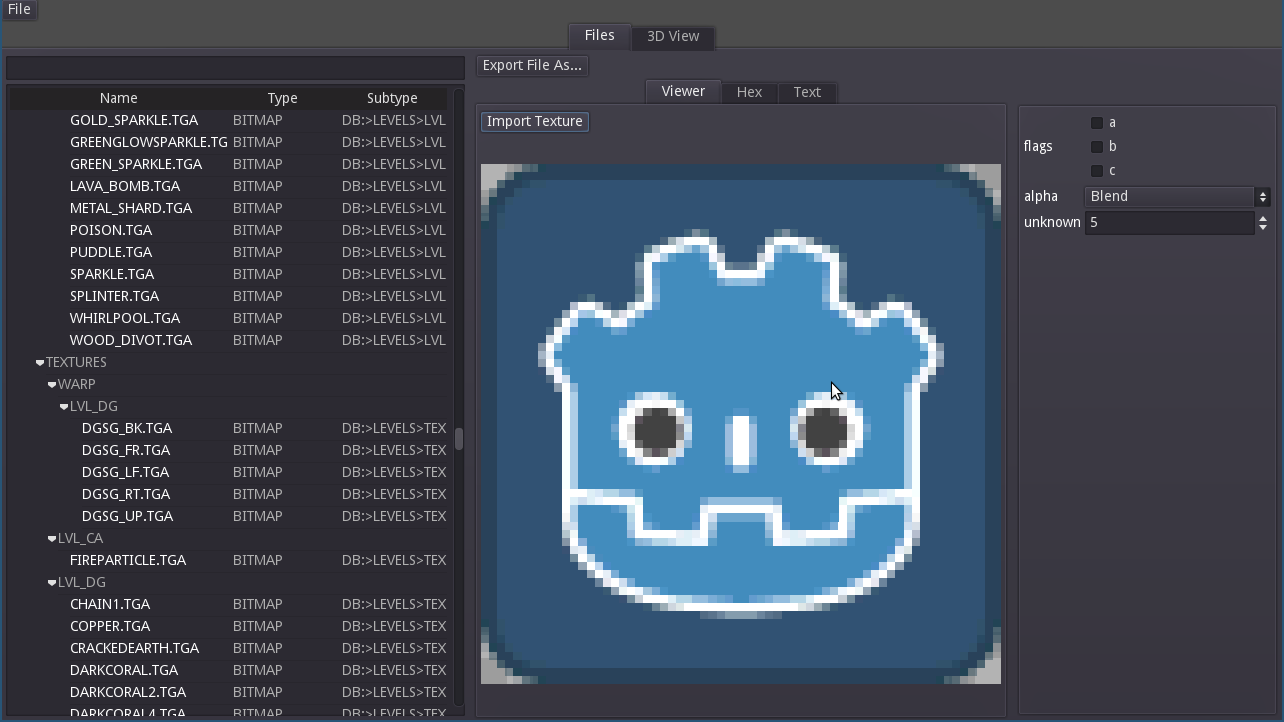 File
Files 3D View
Export File As...
Name Type Subtype
Viewer Hex Text
GOLD_SPARKLE.TGA BITMAP DB:>LEVELS>LVL
GREENGLOWSPARKLE.TG BITMAP DB:>LEVELS>LVL
GREEN_SPARKLE.TGA BITMAP DB:>LEVELS>LVL
LAVA_BOMB.TGA BITMAP DB:>LEVELS>LVL
METAL_SHARD.TGA BITMAP DB:>LEVELS>LVL
POISON.TGA BITMAP DB:>LEVELS>LVL
PUDDLE.TGA BITMAP DB:>LEVELS>LVL
SPARKLE.TGA BITMAP DB:>LEVELS>LVL
SPLINTER.TGA BITMAP DB:>LEVELS>LVL
WHIRLPOOL.TGA BITMAP DB:>LEVELS>LVL
WOOD_DIVOT.TGA BITMAP DB:>LEVELS>LVL
TEXTURES
WARP
LVL_DG
DGSG_BK.TGA BITMAP DB:>LEVELS>TEX
DGSG_FR.TGA BITMAP DB:>LEVELS>TEX
DGSG_LF.TGA BITMAP DB:>LEVELS>TEX
DGSG_RT.TGA BITMAP DB:>LEVELS>TEX
DGSG_UP.TGA BITMAP DB:>LEVELS>TEX
LVL_CA
FIREPARTICLE.TGA BITMAP DB:>LEVELS>TEX
LVL_DG
CHAIN1.TGA BITMAP DB:>LEVELS>TEX
COPPER.TGA BITMAP DB:>LEVELS>TEX
CRACKEDEARTH.TGA BITMAP DB:>LEVELS>TEX
DARKCORAL.TGA BITMAP DB:>LEVELS>TEX
DARKCORAL2.TGA BITMAP DB:>LEVELS>TEX
DARKCORAL4.TGA BITMAP DB:>LEVELS>TEX
Import Texture
a
flags b
c
alpha Blend
unknown 5